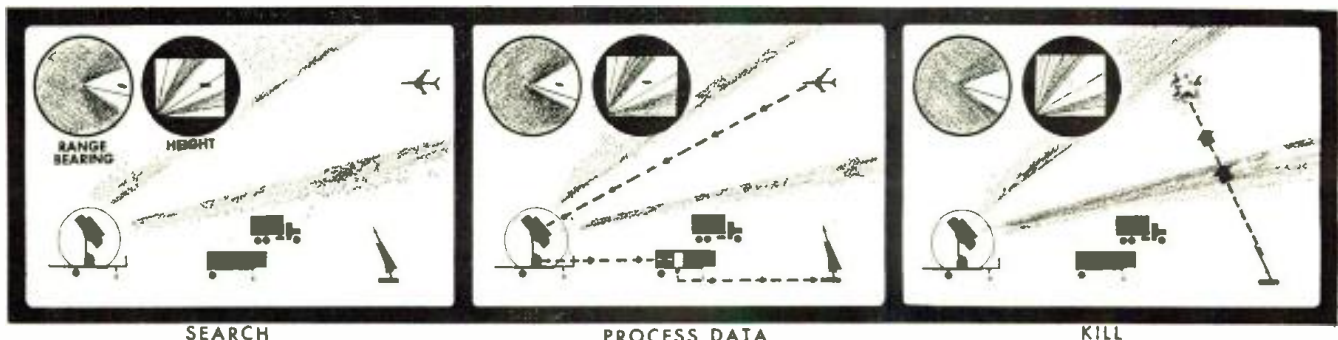 RANGE
BEARING
HEIGHT
SEARCH
PROCESS DATA
KILL